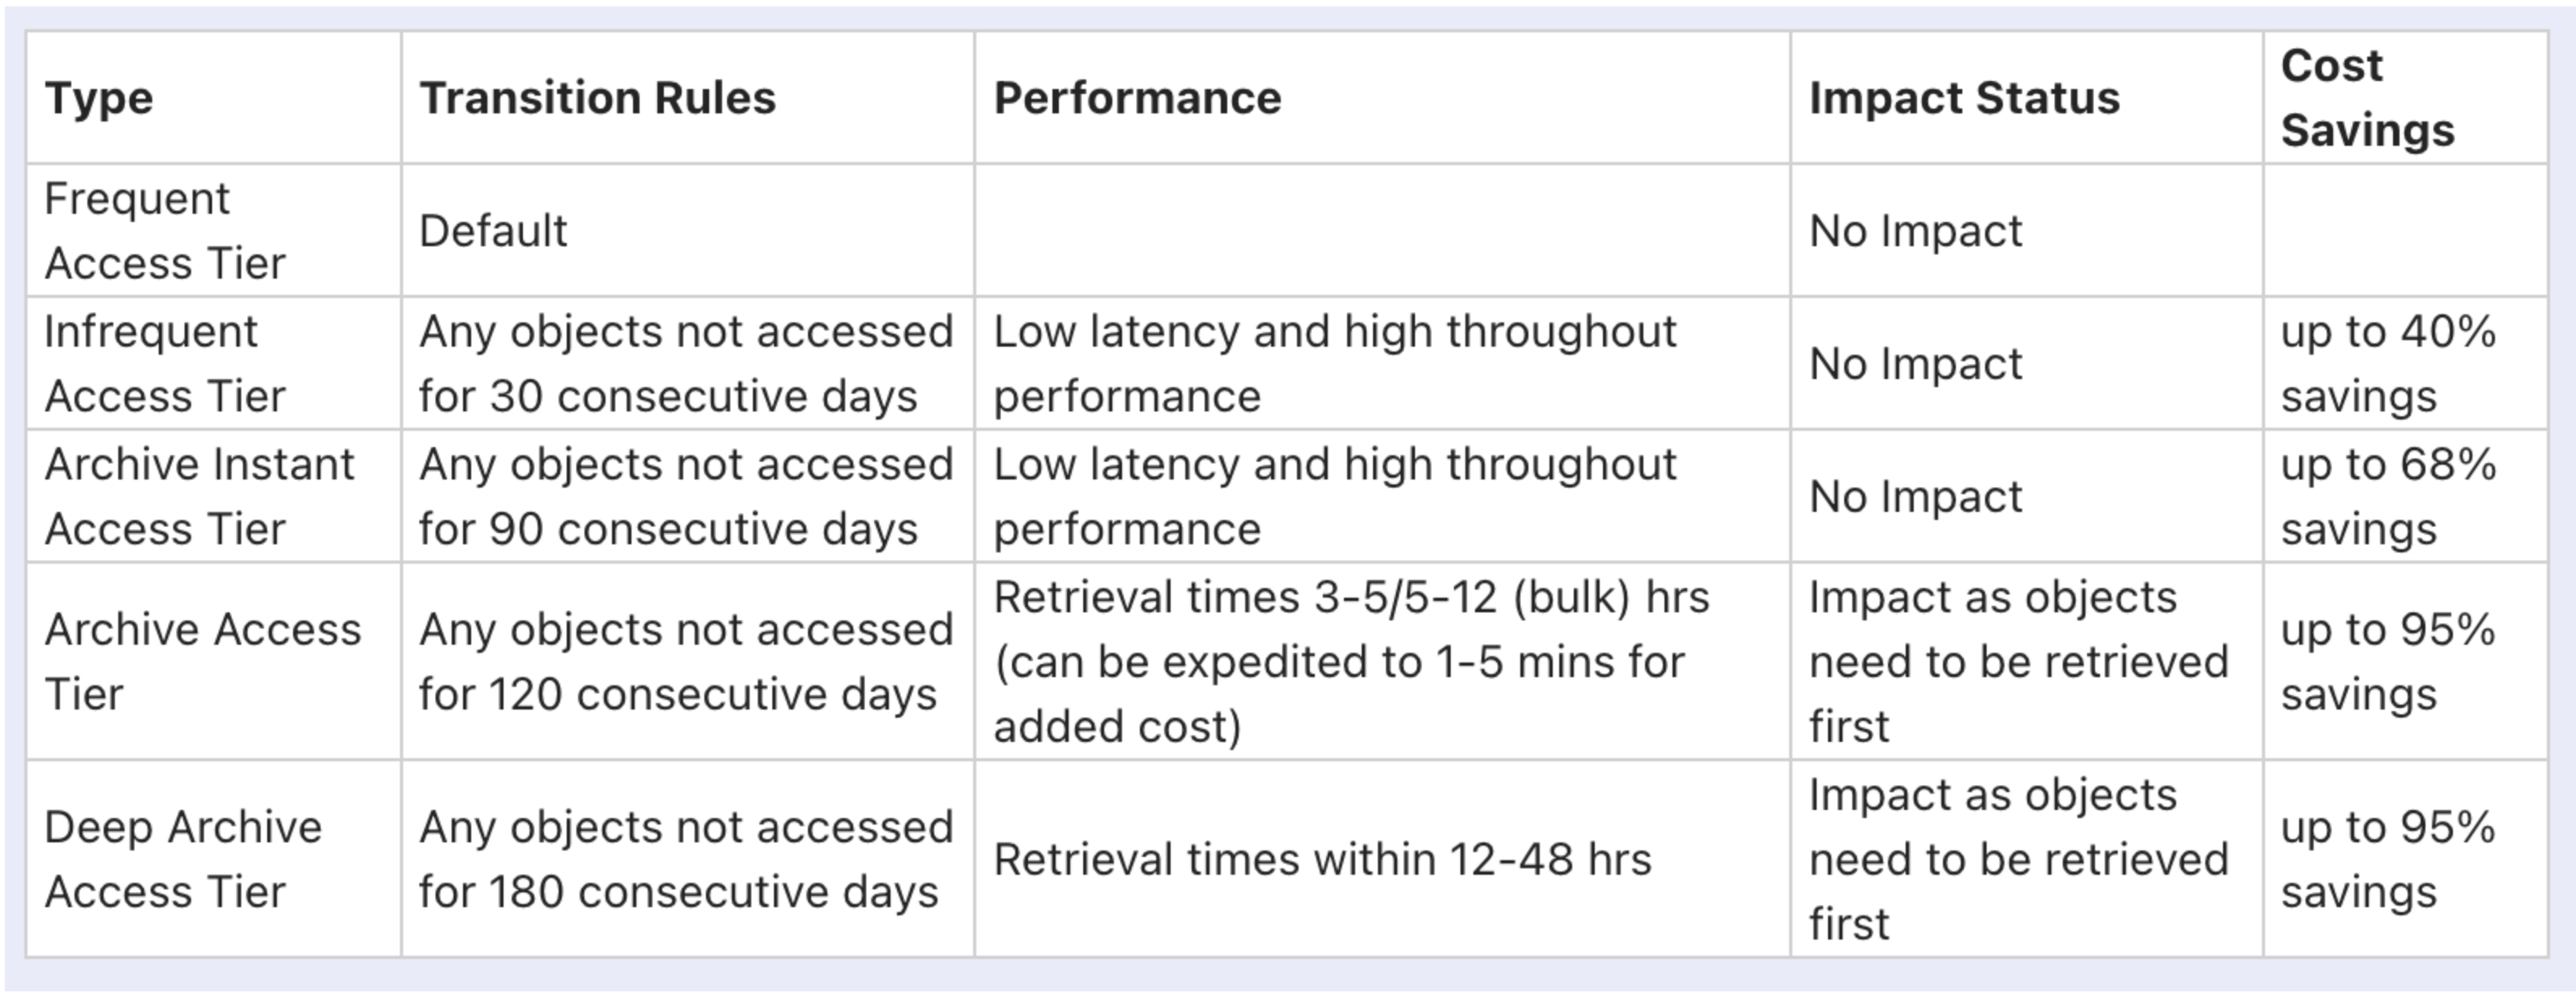 Type Transition Rules Performance Impact Status Cost Savings
Frequent
Access Tier
Default
No Impact
Infrequent
Access Tier
Any objects not accessed
for 30 consecutive days
Low latency and high throughout
performance
No Impact
up to 40%
savings
Archive Instant
Access Tier
Any objects not accessed
for 90 consecutive days
Low latency and high throughout
performance
No Impact
up to 68%
savings
Archive Access
Tier
Any objects not accessed
for 120 consecutive days
Retrieval times 3-5/5-12 (bulk) hrs
(can be expedited to 1-5 mins for
added cost)
Impact as objects
need to be retrieved
first
up to 95%
savings
Deep Archive
Access Tier
Any objects not accessed
for 180 consecutive days
Retrieval times within 12-48 hrs
Impact as objects
need to be retrieved
first
up to 95%
savings